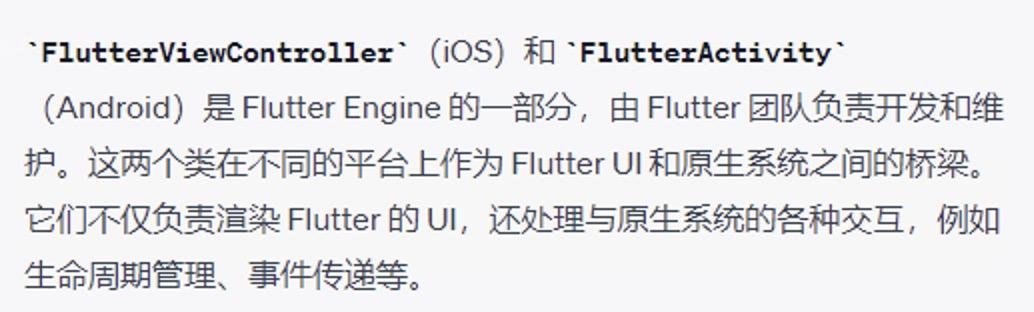 `FlutterViewController`（iOS）和 `FlutterActivity`
（Android）是 Flutter Engine 的一部分，由 Flutter 团队负责开发和维
护。这两个类在不同的平台上作为 Flutter UI 和原生系统之间的桥梁。
它们不仅负责渲染 Flutter 的 UI，还处理与原生系统的各种交互，例如
生命周期管理、事件传递等。